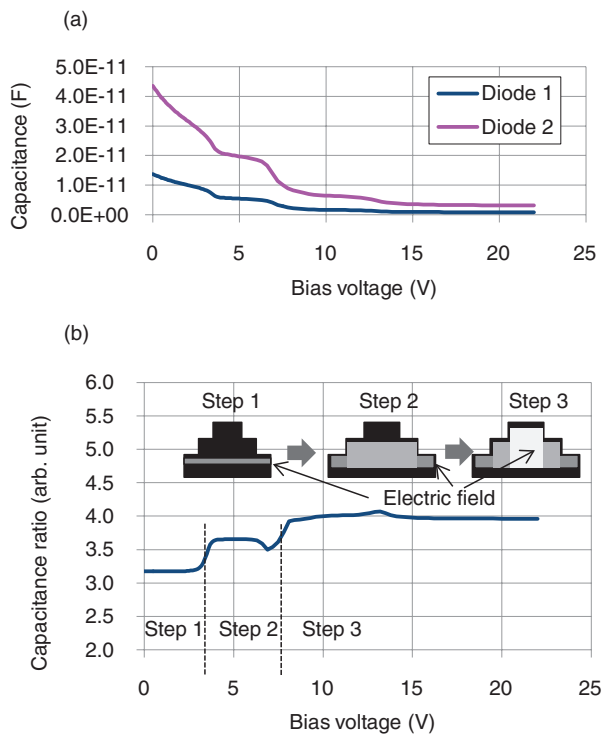 (a)
Capacitance (F)
5.0E-11
4.0E-11
3.0E-11
2.0E-11
1.0E-11
0.0E+00
Diode 1
Diode 2
0 5 10 15 20 25
Bias voltage (V)
(b)
Capacitance ratio (arb. unit)
6.0
5.5
5.0
4.5
4.0
3.5
3.0
2.5
2.0
Step 1 Step 2 Step 3
Electric field
Step 1 Step 2 Step 3
0 5 10 15 20 25
Bias voltage (V)